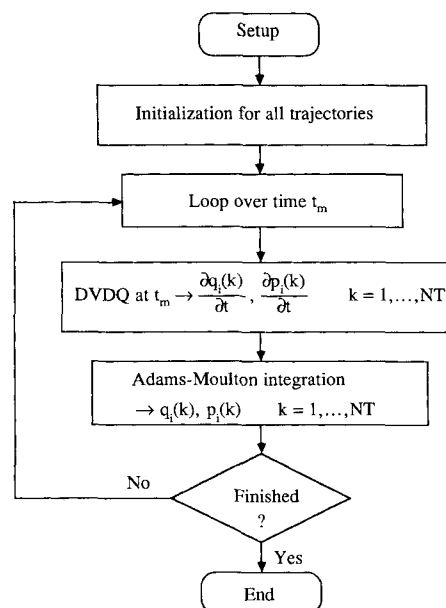 Setup
Initialization for all trajectories
Loop over time t_m
DVDQ at t_m → ∂q_i(k)/∂t , ∂p_i(k)/∂t k = 1,...,NT
Adams-Moulton integration
→ q_i(k), p_i(k) k = 1,...,NT
No
Finished
?
Yes
End